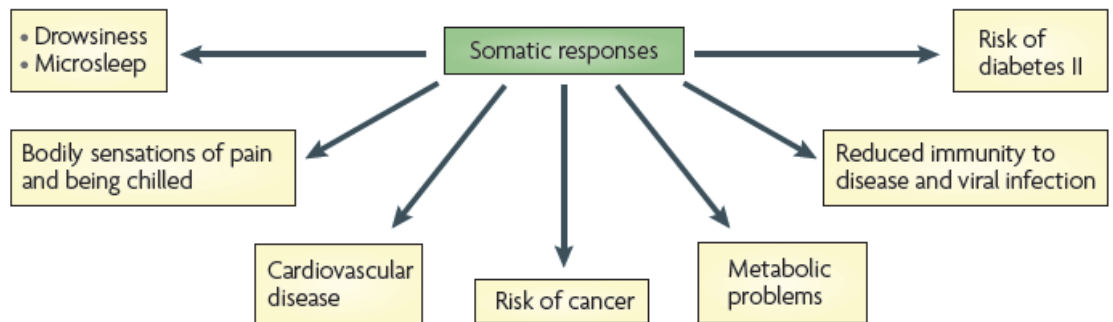 • Drowsiness
• Microsleep
Somatic responses
Risk of
diabetes II
Bodily sensations of pain
and being chilled
Reduced immunity to
disease and viral infection
Cardiovascular
disease
Risk of cancer
Metabolic
problems